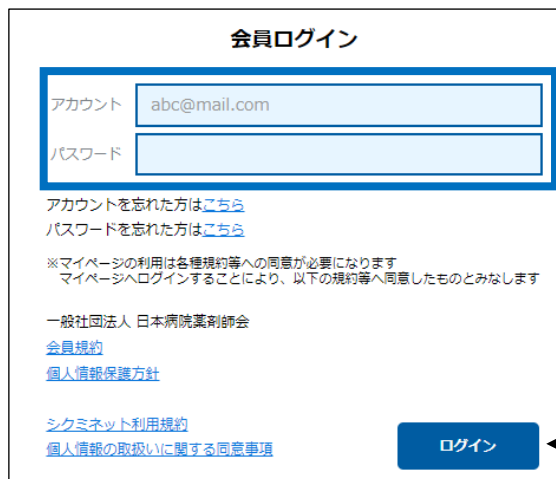 会員ログイン
アカウント abc@mail.com
パスワード
アカウントを忘れた方はこちら
パスワードを忘れた方はこちら
※マイページの利用は各種規約等への同意が必要になります
マイページへログインすることにより、以下の規約等へ同意したものとみなします
一般社団法人 日本病院薬剤師会
会員規約
個人情報保護方針
シクミネット利用規約
個人情報の取扱いに関する同意事項
ログイン